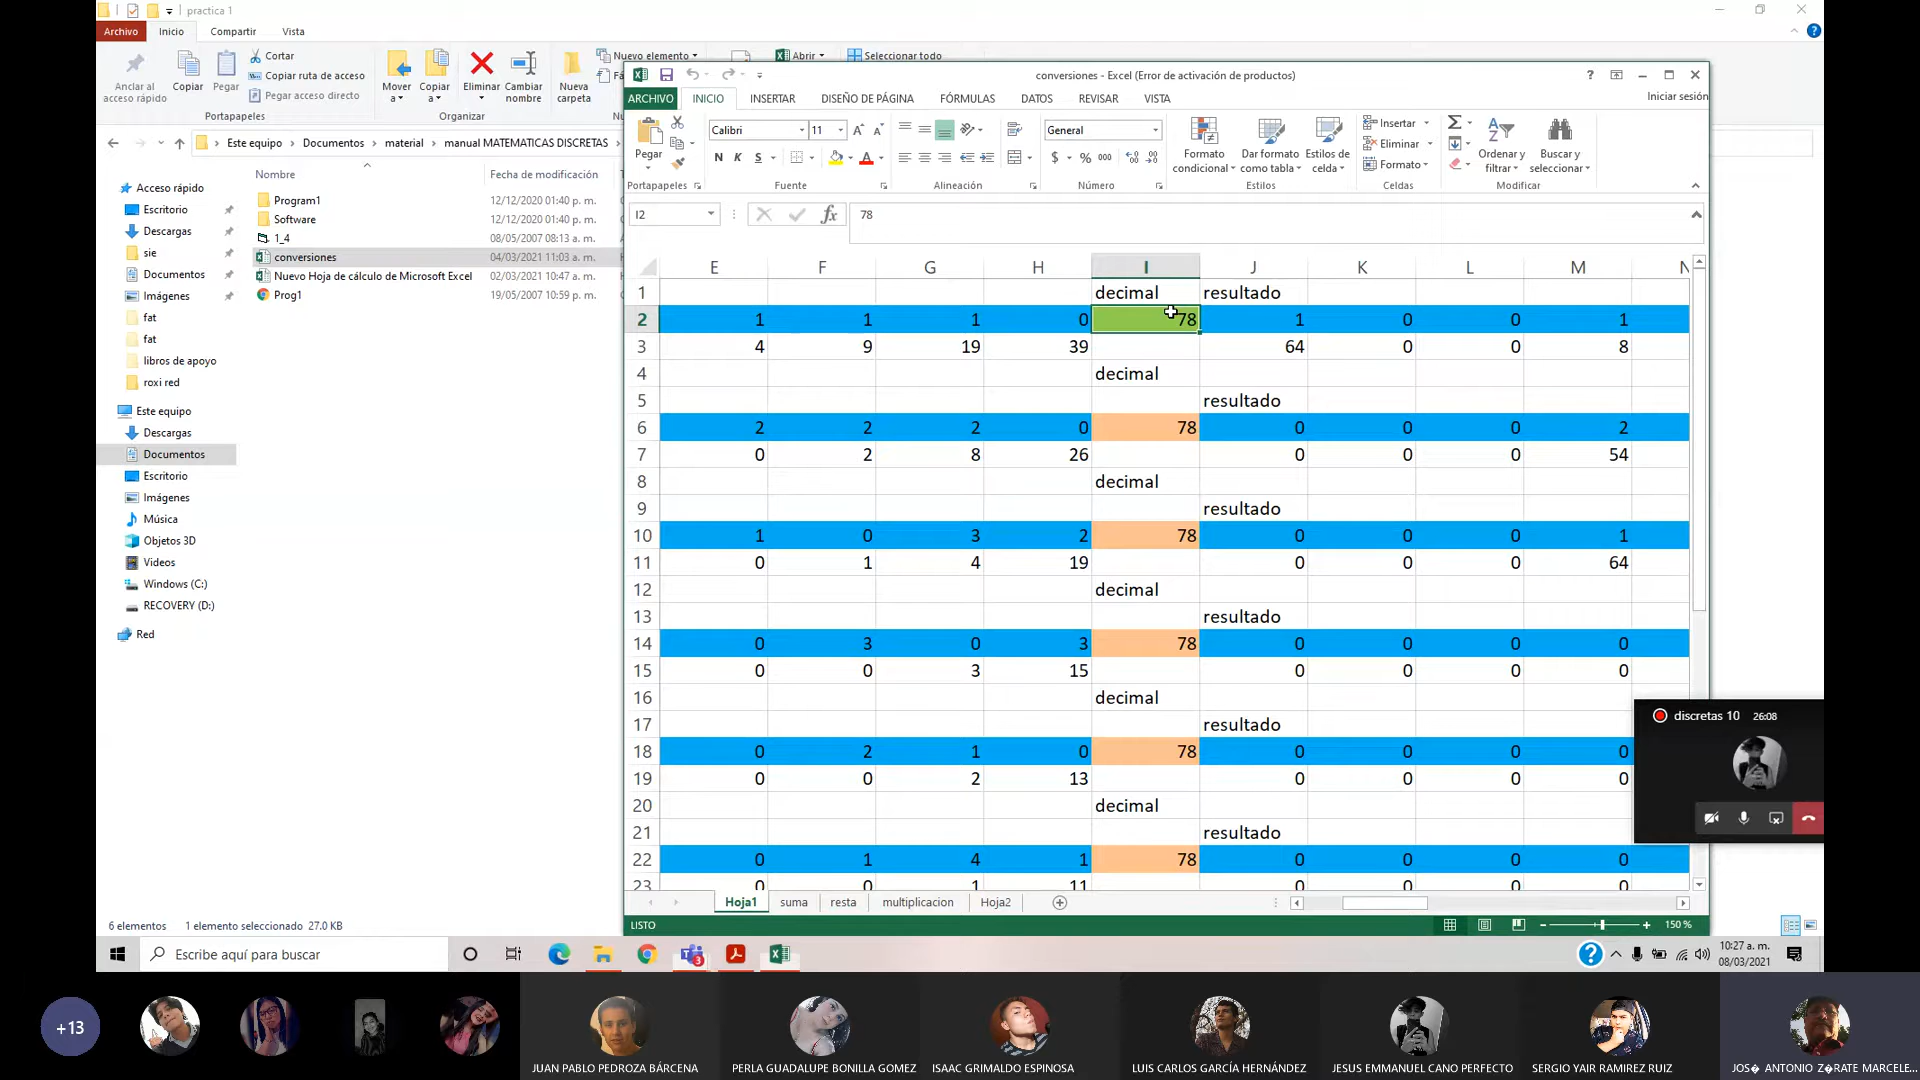 practica 1
Archivo Inicio Compartir Vista
Anclar al acceso rápido
Copiar
Pegar
Cortar
Copiar ruta de acceso
Pegar acceso directo
Portapapeles
Mover a
Copiar a
Eliminar
Cambiar nombre
Organizar
Nueva carpeta
Nuevo elemento
Abrir
Seleccionar todo
Este equipo Documentos material manual MATEMATICAS DISCRETAS
Nombre Fecha de modificación
Program1 12/12/2020 01:40 p. m.
Software 12/12/2020 01:40 p. m.
1_4 08/05/2007 08:13 a. m.
conversiones 04/03/2021 11:03 a. m.
Nuevo Hoja de cálculo de Microsoft Excel 02/03/2021 10:47 a. m.
Prog1 19/05/2007 10:59 p. m.
Acceso rápido
Escritorio
Descargas
sie
Documentos
Imágenes
fat
fat
libros de apoyo
roxi red
Este equipo
Descargas
Documentos
Escritorio
Imágenes
Música
Objetos 3D
Videos
Windows (C:)
RECOVERY (D:)
Red
6 elementos 1 elemento seleccionado 27.0 KB
conversiones - Excel (Error de activación de productos)
ARCHIVO INICIO INSERTAR DISEÑO DE PÁGINA FÓRMULAS DATOS REVISAR VISTA Iniciar sesión
Pegar
Portapapeles
Calibri 11
N K S
Fuente
Alineación
General
$ % 000
Número
Formato condicional
Dar formato como tabla
Estilos de celda
Estilos
Insertar
Eliminar
Formato
Celdas
Ordenar y filtrar
Buscar y seleccionar
Modificar
I2 fx 78
E F G H I J K L M N
1 decimal resultado
2 1 1 1 0 78 1 0 0 1
3 4 9 19 39 64 0 0 8
4 decimal
5 resultado
6 2 2 2 0 78 0 0 0 2
7 0 2 8 26 0 0 0 54
8 decimal
9 resultado
10 1 0 3 2 78 0 0 0 1
11 0 1 4 19 0 0 0 64
12 decimal
13 resultado
14 0 3 0 3 78 0 0 0 0
15 0 0 3 15 0 0 0 0
16 decimal
17 resultado
18 0 2 1 0 78 0 0 0 0
19 0 0 2 13 0 0 0 0
20 decimal
21 resultado
22 0 1 4 1 78 0 0 0 0
23 0 0 1 11 0 0 0 0
Hoja1 suma resta multiplicacion Hoja2
LISTO 150 %
discretas 10 26:08
Escribe aquí para buscar
3
10:27 a. m.
08/03/2021
+13
JUAN PABLO PEDROZA BÁRCENA
PERLA GUADALUPE BONILLA GOMEZ
ISAAC GRIMALDO ESPINOSA
LUIS CARLOS GARCÍA HERNÁNDEZ
JESUS EMMANUEL CANO PERFECTO
SERGIO YAIR RAMIREZ RUIZ
JOS� ANTONIO Z�RATE MARCELE...